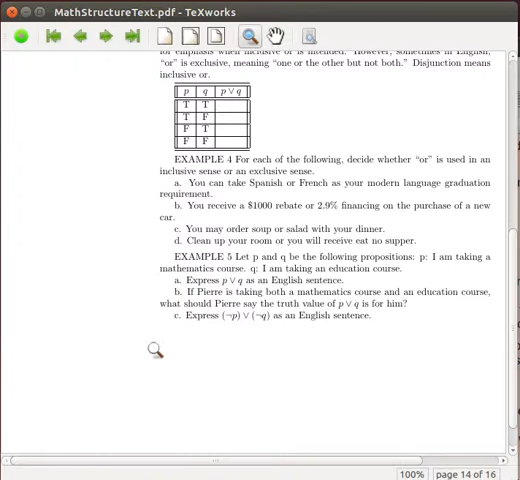 MathStructureText.pdf - TeXworks
for emphasis when inclusive or is intended. However, sometimes in English,
"or" is exclusive, meaning "one or the other but not both." Disjunction means
inclusive or.
p q p ∨ q
T T
T F
F T
F F
EXAMPLE 4 For each of the following, decide whether "or" is used in an
inclusive sense or an exclusive sense.
a. You can take Spanish or French as your modern language graduation
requirement.
b. You receive a $1000 rebate or 2.9% financing on the purchase of a new
car.
c. You may order soup or salad with your dinner.
d. Clean up your room or you will receive eat no supper.
EXAMPLE 5 Let p and q be the following propositions: p: I am taking a
mathematics course. q: I am taking an education course.
a. Express p ∨ q as an English sentence.
b. If Pierre is taking both a mathematics course and an education course,
what should Pierre say the truth value of p ∨ q is for him?
c. Express (¬p) ∨ (¬q) as an English sentence.
100% page 14 of 16